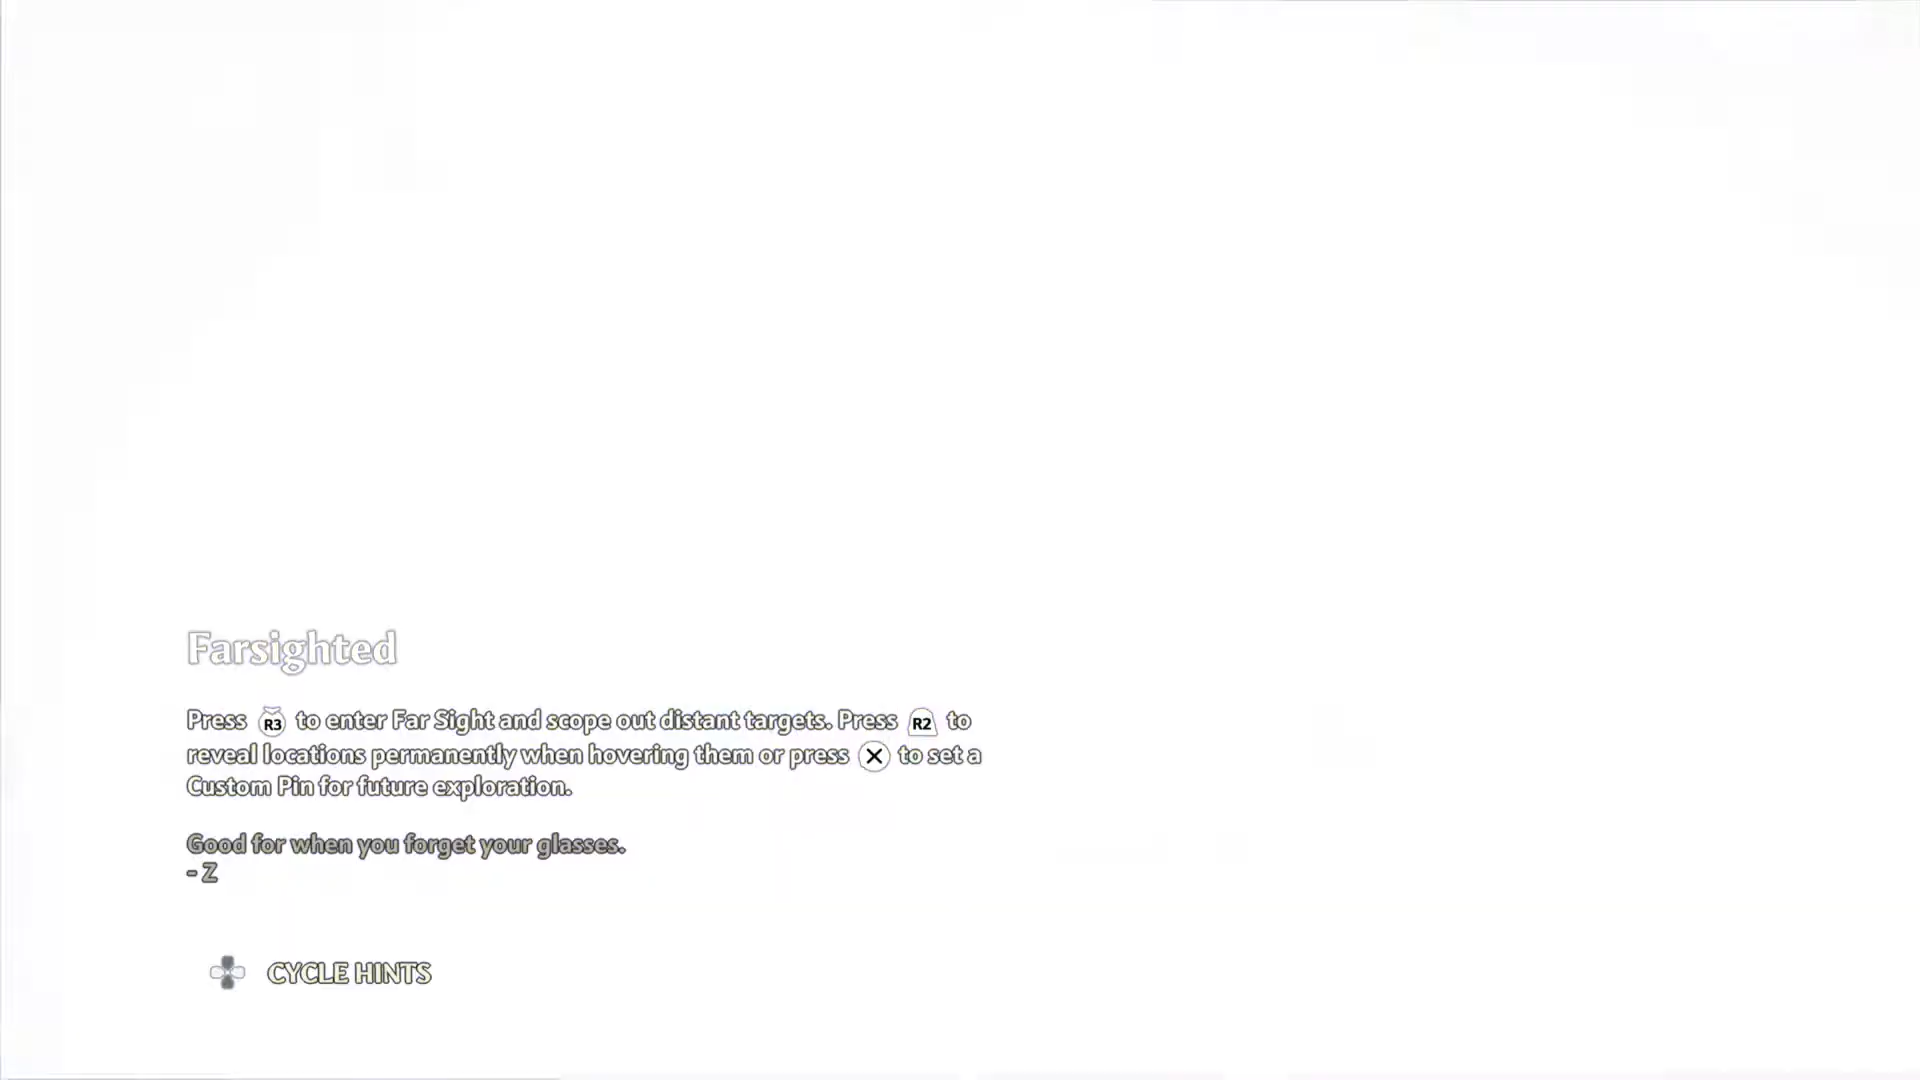 Farsighted
Press R3 to enter Far Sight and scope out distant targets. Press R2 to
reveal locations permanently when hovering them or press X to set a
Custom Pin for future exploration.
Good for when you forget your glasses.
- Z
CYCLE HINTS